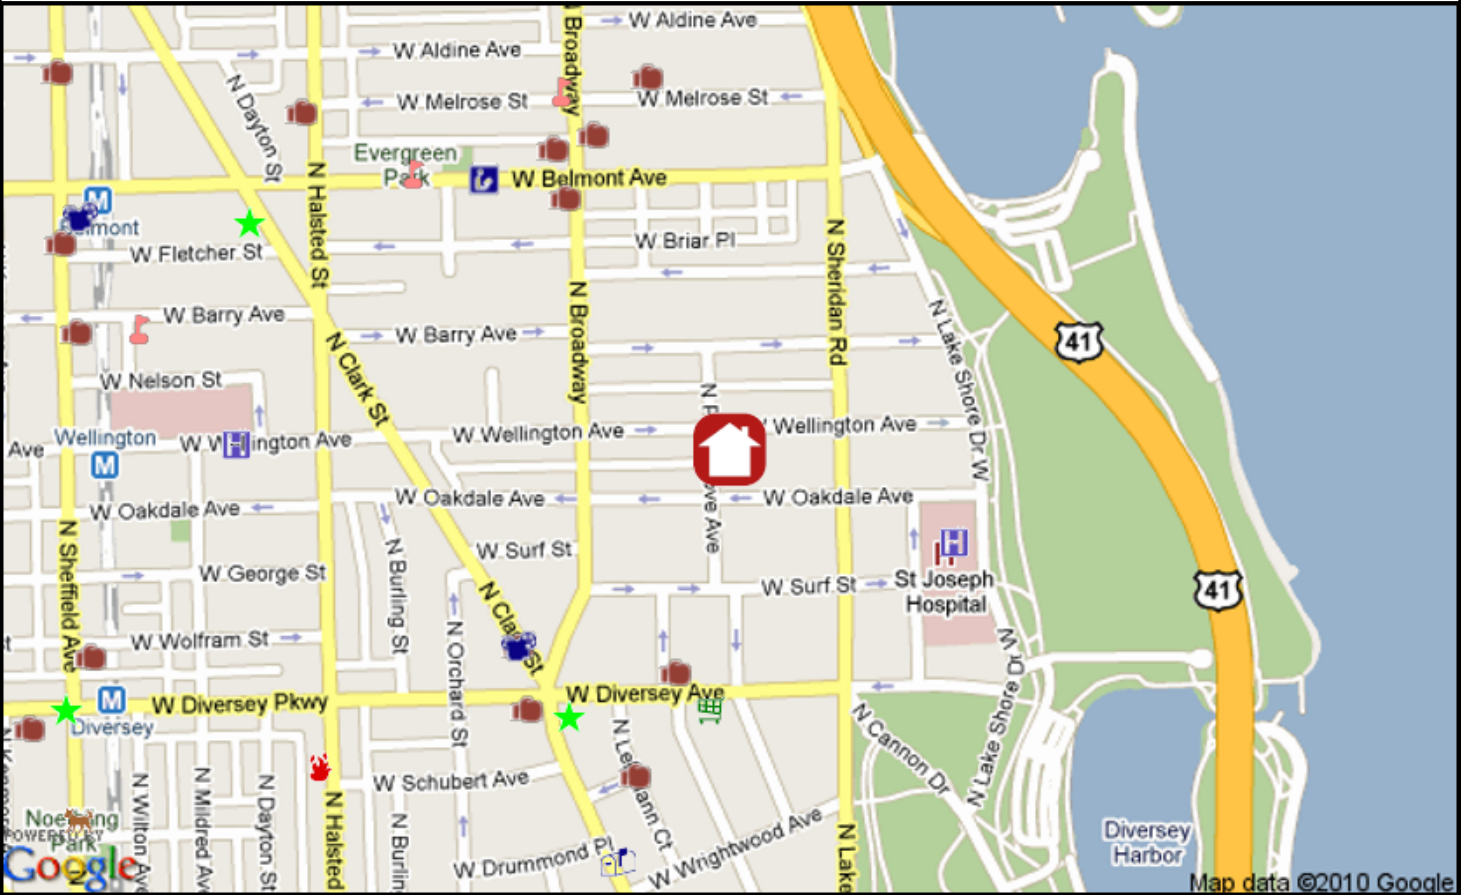 W Aldine Ave
W Aldine Ave
N Broadway
N Dayton St
W Melrose St
W Melrose St
Evergreen
Park
W Belmont Ave
M
Belmont
N Halsted St
W Fletcher St
W Briar Pl
N Sheridan Rd
W Barry Ave
W Barry Ave
N Broadway
N Lake Shore Dr W
41
N Clark St
W Nelson St
Wellington
M
Ave
W Wellington Ave
H
W Wellington Ave
Wellington Ave
W Oakdale Ave
W Oakdale Ave
W Oakdale Ave
N Sheffield Ave
W Surf St
H
St Joseph
Hospital
W George St
N Burling St
N Clark St
W Surf St
41
W Wolfram St
N Orchard St
W Diversey Pkwy
M
Diversey
W Diversey Ave
N Cannon Dr
N Lake Shore Dr W
W Schubert Ave
N Wilton Ave
N Mildred Av
N Dayton St
N Halsted
N Burlin
W Drummond Pl
W Wrightwood Ave
N Lake
Diversey
Harbor
Park
POWERED BY
Google
Map data ©2010 Google